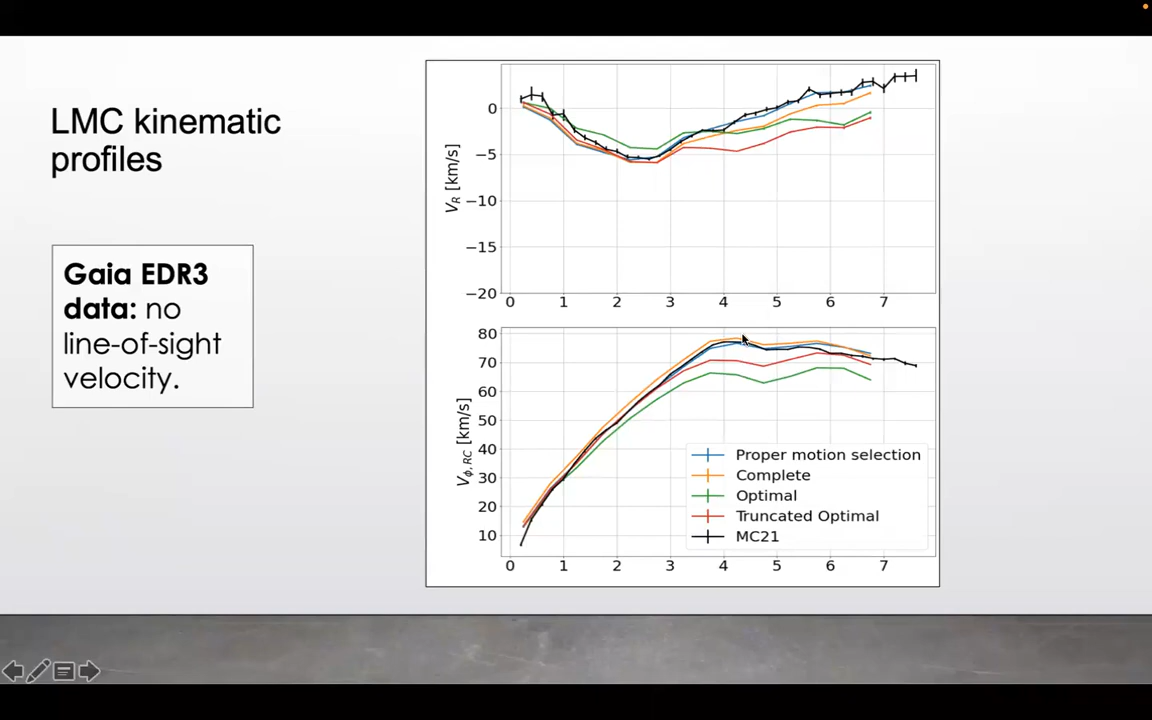 LMC kinematic
profiles
Gaia EDR3
data: no
line-of-sight
velocity.
V_R [km/s]
0
−5
−10
−15
−20
0 1 2 3 4 5 6 7
V_ϕ,RC [km/s]
80
70
60
50
40
30
20
10
0 1 2 3 4 5 6 7
Proper motion selection
Complete
Optimal
Truncated Optimal
MC21